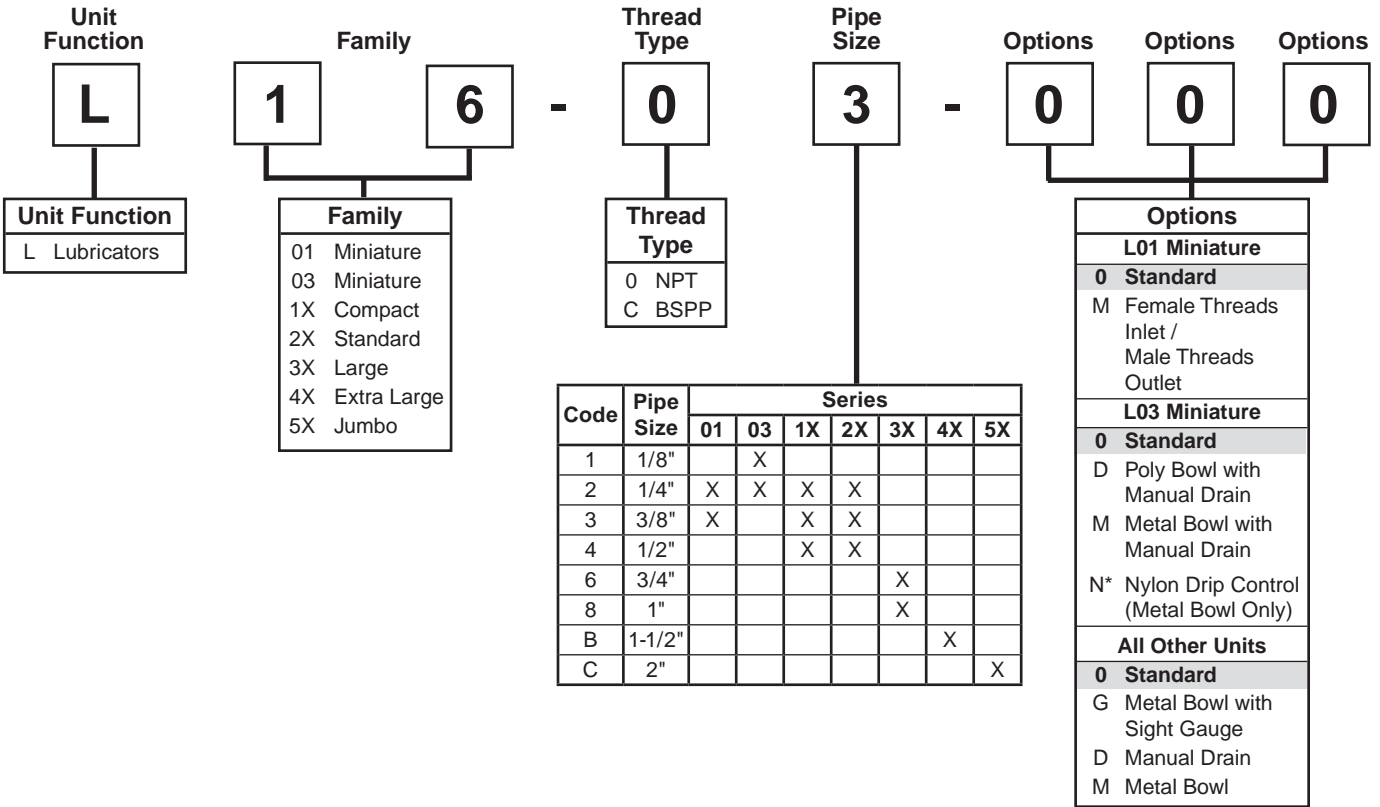 Unit Function
Family
Thread Type
Pipe Size
Options
Options
Options
L 1 6 - 0 3 - 0 0 0
Unit Function
L Lubricators
Family
01 Miniature
03 Miniature
1X Compact
2X Standard
3X Large
4X Extra Large
5X Jumbo
Thread
Type
0 NPT
C BSPP
Code Pipe Size Series
01 03 1X 2X 3X 4X 5X
1 1/8" X
2 1/4" X X X X
3 3/8" X X X
4 1/2" X X
6 3/4" X
8 1" X
B 1-1/2" X
C 2" X
Options
L01 Miniature
0 Standard
M Female Threads
Inlet /
Male Threads
Outlet
L03 Miniature
0 Standard
D Poly Bowl with
Manual Drain
M Metal Bowl with
Manual Drain
N* Nylon Drip Control
(Metal Bowl Only)
All Other Units
0 Standard
G Metal Bowl with
Sight Gauge
D Manual Drain
M Metal Bowl